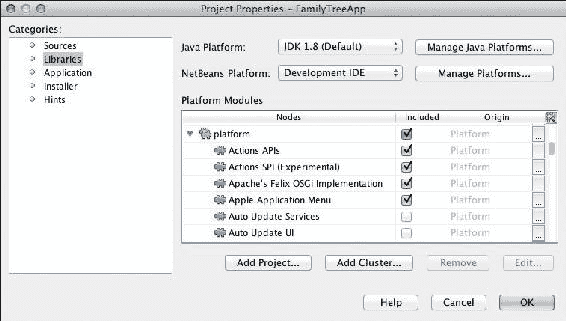 Project Properties – FamilyTreeApp
Categories:
Sources
Libraries
Application
Installer
Hints
Java Platform: JDK 1.8 (Default) Manage Java Platforms...
NetBeans Platform: Development IDE Manage Platforms...
Platform Modules
Nodes Included Origin
platform Platform ...
Actions APIs Platform ...
Actions SPI (Experimental) Platform ...
Apache's Felix OSGi Implementation Platform ...
Apple Application Menu Platform ...
Auto Update Services Platform ...
Auto Update UI Platform ...
Add Project... Add Cluster... Remove Edit...
Help Cancel OK